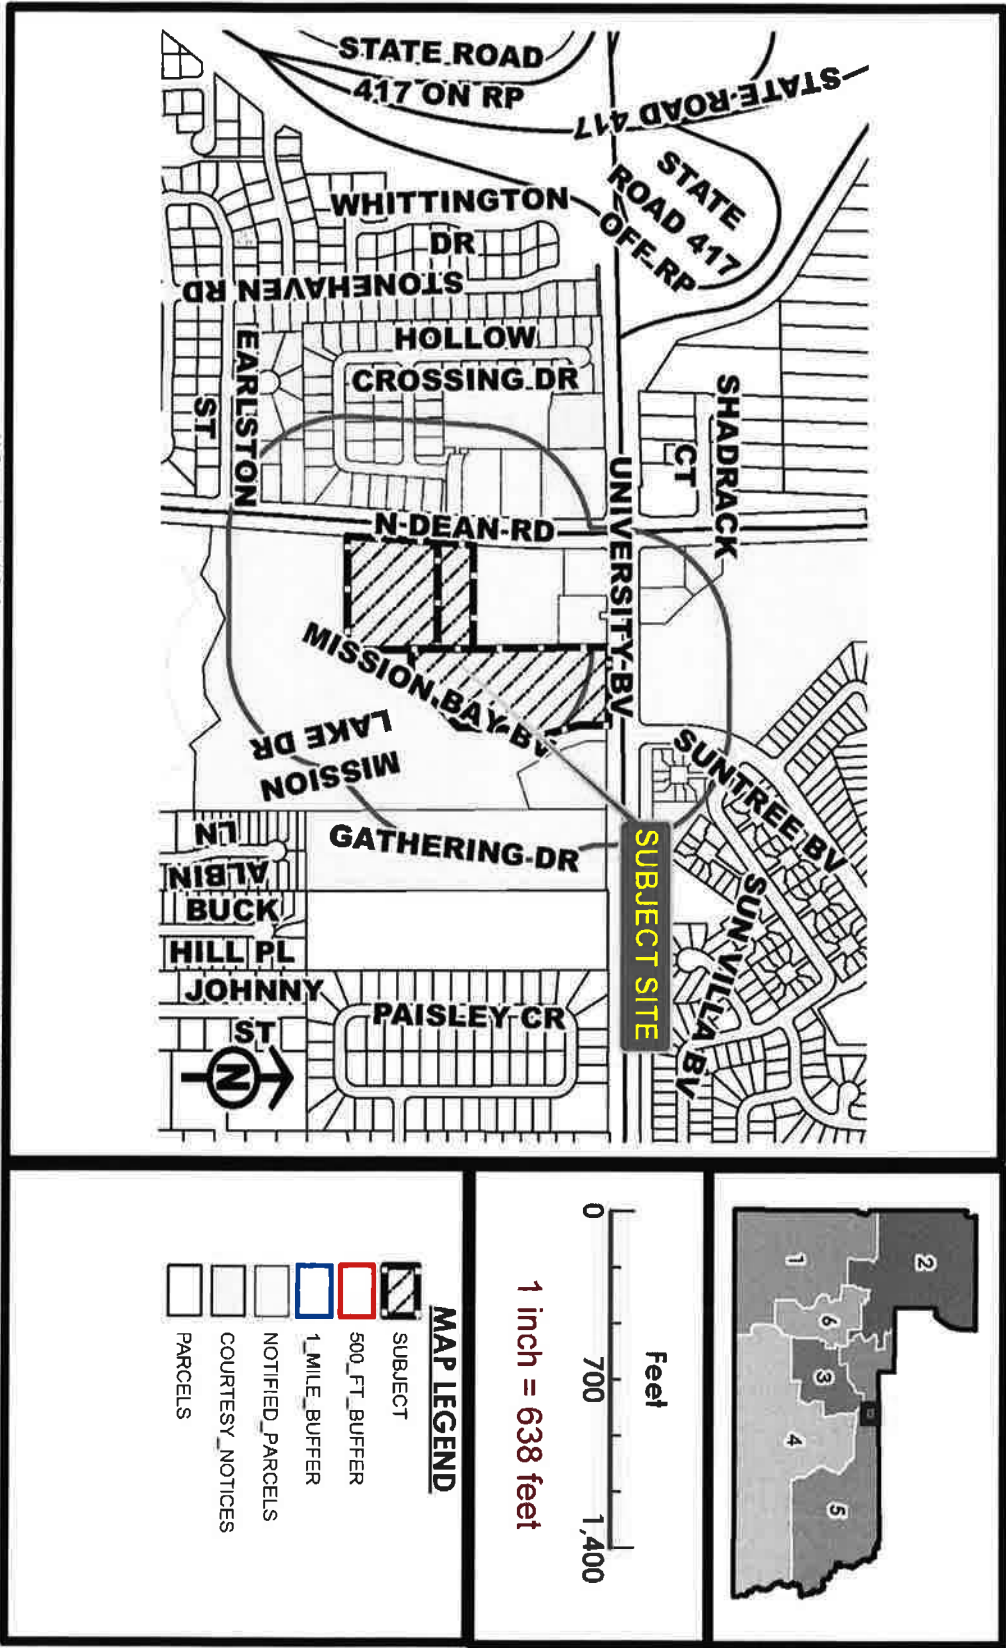 STATE ROAD
417 ON RP
STATE ROAD 417
STATE
ROAD 417
OFF RP
WHITTINGTON
DR
STONEHAVEN RD
HOLLOW
CROSSING DR
EARLSTON
ST
SHADRACK
CT
N DEAN RD
UNIVERSITY BV
MISSION BAY BV
MISSION
LAKE DR
SUNTREE BV
SUN VILLA BV
GATHERING DR
SUBJECT SITE
ALBIN
LN
BUCK
HILL PL
JOHNNY
ST
PAISLEY CR
N
2
1
6
3
4
5
Feet
0
700
1,400
1 inch = 638 feet
MAP LEGEND
SUBJECT
500_FT_BUFFER
1_MILE_BUFFER
NOTIFIED_PARCELS
COURTESY_NOTICES
PARCELS